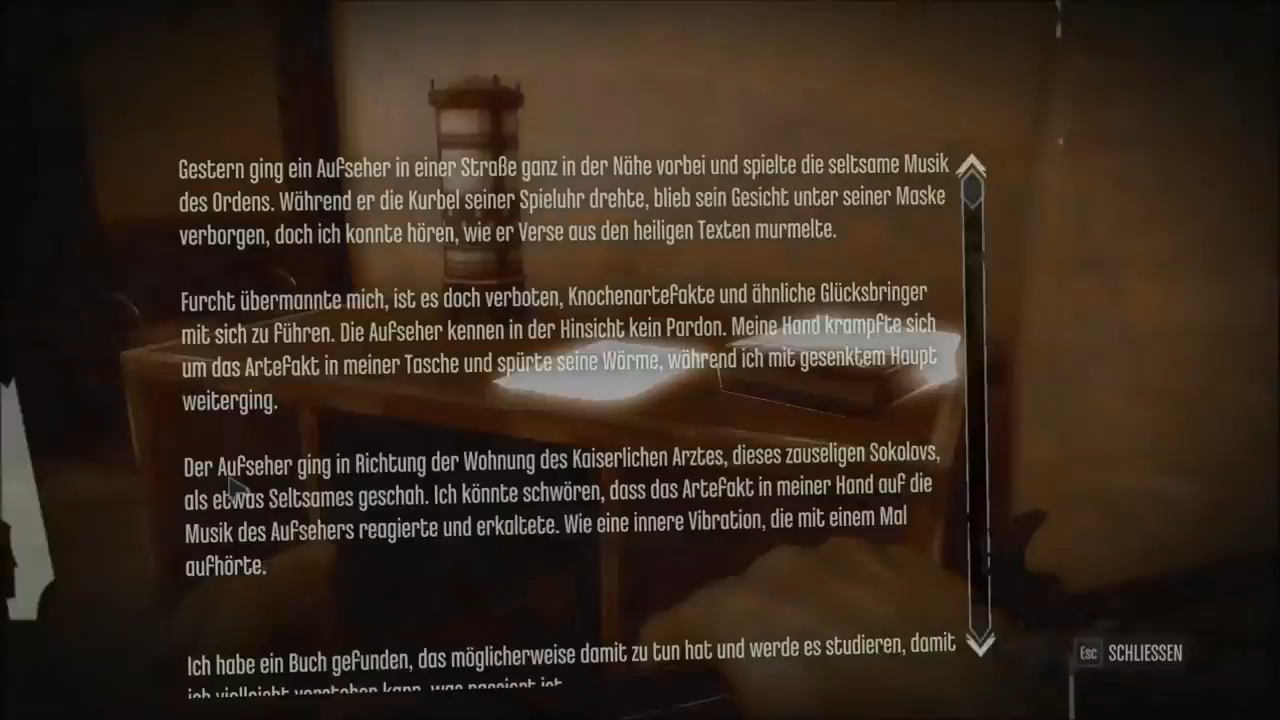 Gestern ging ein Aufseher in einer Straße ganz in der Nähe vorbei und spielte die seltsame Musik
des Ordens. Während er die Kurbel seiner Spieluhr drehte, blieb sein Gesicht unter seiner Maske
verborgen, doch ich konnte hören, wie er Verse aus den heiligen Texten murmelte.
Furcht übermannte mich, ist es doch verboten, Knochenartefakte und ähnliche Glücksbringer
mit sich zu führen. Die Aufseher kennen in der Hinsicht kein Pardon. Meine Hand krampfte sich
um das Artefakt in meiner Tasche und spürte seine Wärme, während ich mit gesenktem Haupt
weiterging.
Der Aufseher ging in Richtung der Wohnung des Kaiserlichen Arztes, dieses zauseligen Sokolovs,
als etwas Seltsames geschah. Ich könnte schwören, dass das Artefakt in meiner Hand auf die
Musik des Aufsehers reagierte und erkaltete. Wie eine innere Vibration, die mit einem Mal
aufhörte.
Ich habe ein Buch gefunden, das möglicherweise damit zu tun hat und werde es studieren, damit
ich vielleicht verstehen kann, was passiert ist.
Esc SCHLIESSEN